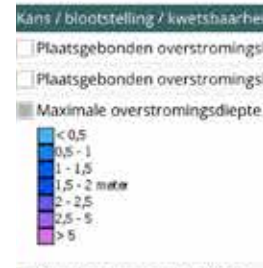 Kans / blootstelling / kwetsbaarhe
Plaatsgebonden overstromings
Plaatsgebonden overstromings
Maximale overstromingsdiepte
< 0,5
0,5 - 1
1 - 1,5
1,5 - 2 meter
2 - 2,5
2,5 - 5
> 5